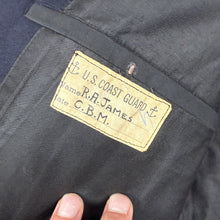 U.S. COAST GUARD
Name R.A. JAMES
Rate C.B.M.